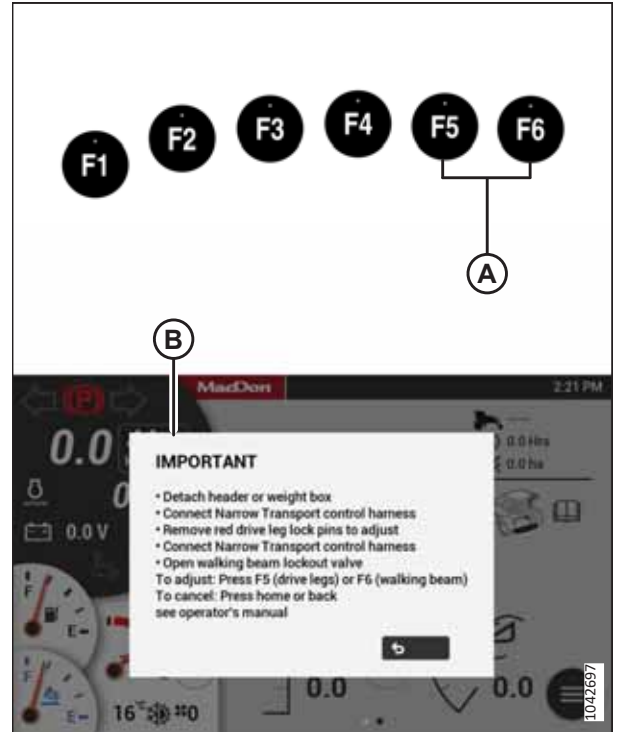 F1 F2 F3 F4 F5 F6
A
B
MacDon
2:21 PM
P
0.0
0.0 Hrs
0.0 ha
0
0.0 V
IMPORTANT
• Detach header or weight box
• Connect Narrow Transport control harness
• Remove red drive leg lock pins to adjust
• Connect Narrow Transport control harness
• Open walking beam lockout valve
To adjust: Press F5 (drive legs) or F6 (walking beam)
To cancel: Press home or back
see operator's manual
F
E
F
E
16°
0
0.0
0.0
1042697